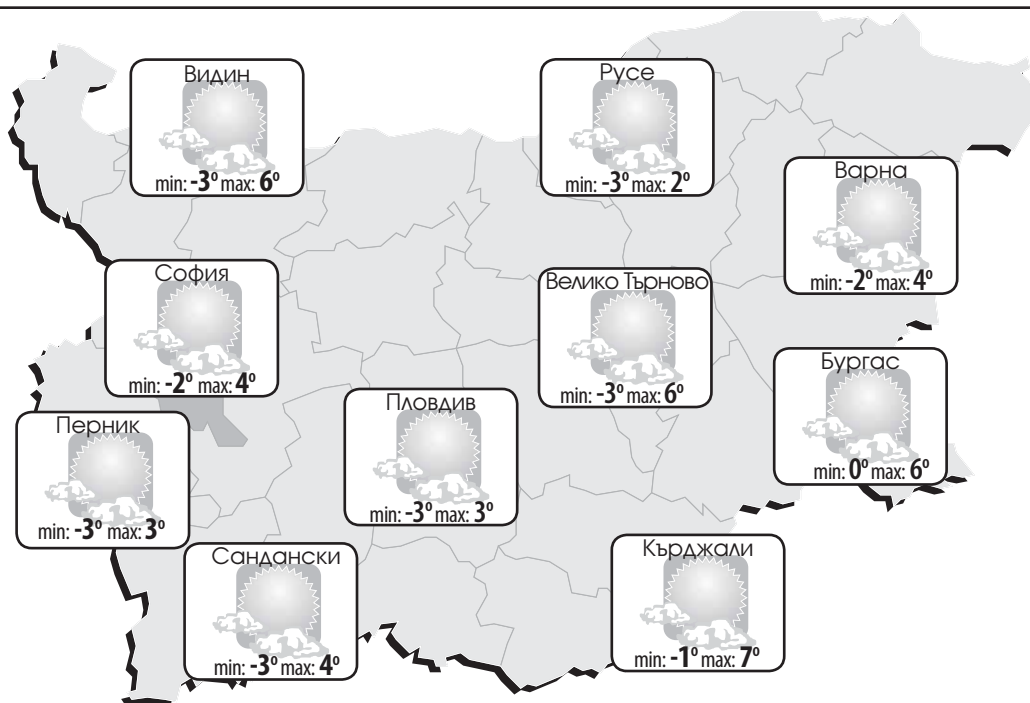 Видин
min: -3° max: 6°
Русе
min: -3° max: 2°
Варна
min: -2° max: 4°
София
min: -2° max: 4°
Велико Търново
min: -3° max: 6°
Бургас
min: 0° max: 6°
Пловдив
min: -3° max: 3°
Перник
min: -3° max: 3°
Сандански
min: -3° max: 4°
Кърджали
min: -1° max: 7°